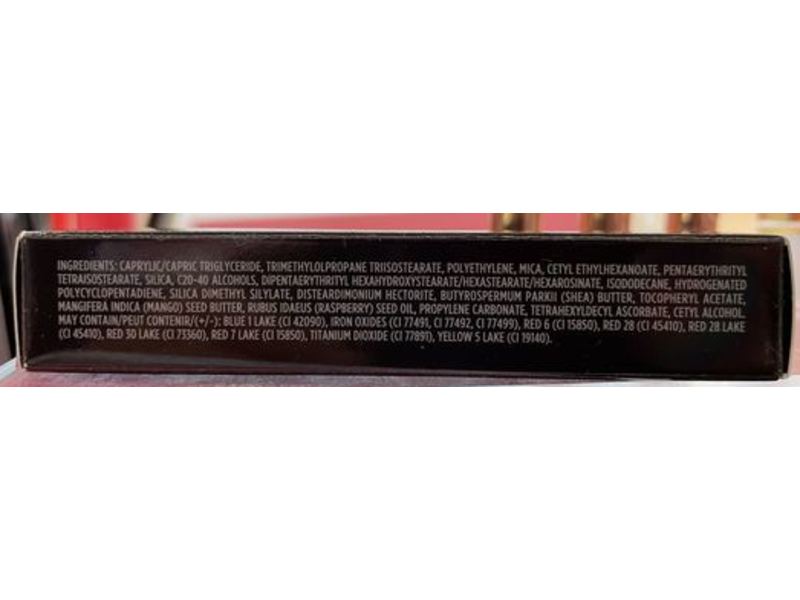 INGREDIENTS: CAPRYLIC/CAPRIC TRIGLYCERIDE, TRIMETHYLOLPROPANE TRIISOSTEARATE, POLYETHYLENE, MICA, CETYL ETHYLHEXANOATE, PENTAERYTHRITYL
TETRAISOSTEARATE, SILICA, C20-40 ALCOHOLS, DIPENTAERYTHRITYL HEXAHYDROXYSTEARATE/HEXASTEARATE/HEXAROSINATE, ISODODECANE, HYDROGENATED
POLYCYCLOPENTADIENE, SILICA DIMETHYL SILYLATE, DISTEARDIMONIUM HECTORITE, BUTYROSPERMUM PARKII (SHEA) BUTTER, TOCOPHERYL ACETATE,
MANGIFERA INDICA (MANGO) SEED BUTTER, RUBUS IDAEUS (RASPBERRY) SEED OIL, PROPYLENE CARBONATE, TETRAHEXYLDECYL ASCORBATE, CETYL ALCOHOL.
MAY CONTAIN/PEUT CONTENIR/(+/-): BLUE 1 LAKE (CI 42090), IRON OXIDES (CI 77491, CI 77492, CI 77499), RED 6 (CI 15850), RED 28 (CI 45410), RED 28 LAKE
(CI 45410), RED 30 LAKE (CI 73360), RED 7 LAKE (CI 15850), TITANIUM DIOXIDE (CI 77891), YELLOW 5 LAKE (CI 19140).